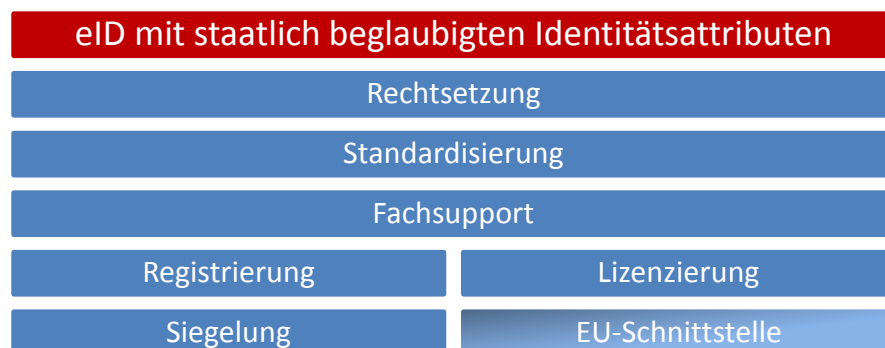 eID mit staatlich beglaubigten Identitätsattributen
Rechtsetzung
Standardisierung
Fachsupport
Registrierung
Lizenzierung
Siegelung
EU-Schnittstelle